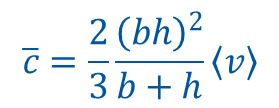 c̅ = 2/3 (bh)²/(b + h) ⟨v⟩